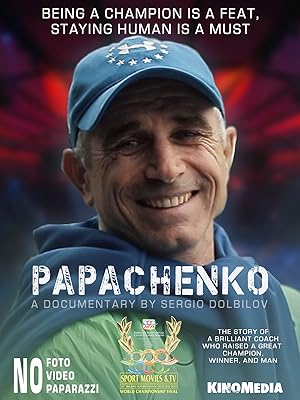 BEING A CHAMPION IS A FEAT,
STAYING HUMAN IS A MUST
PAPACHENKO
A DOCUMENTARY BY SERGIO DOLBILOV
NO
FOTO
VIDEO
PAPARAZZI
SPORT MOVIES & TV
WORLD CHAMPIONSHIP FINAL
THE STORY OF
A BRILLIANT COACH
WHO RAISED A GREAT
CHAMPION,
WINNER, AND MAN
KINOMEDIA